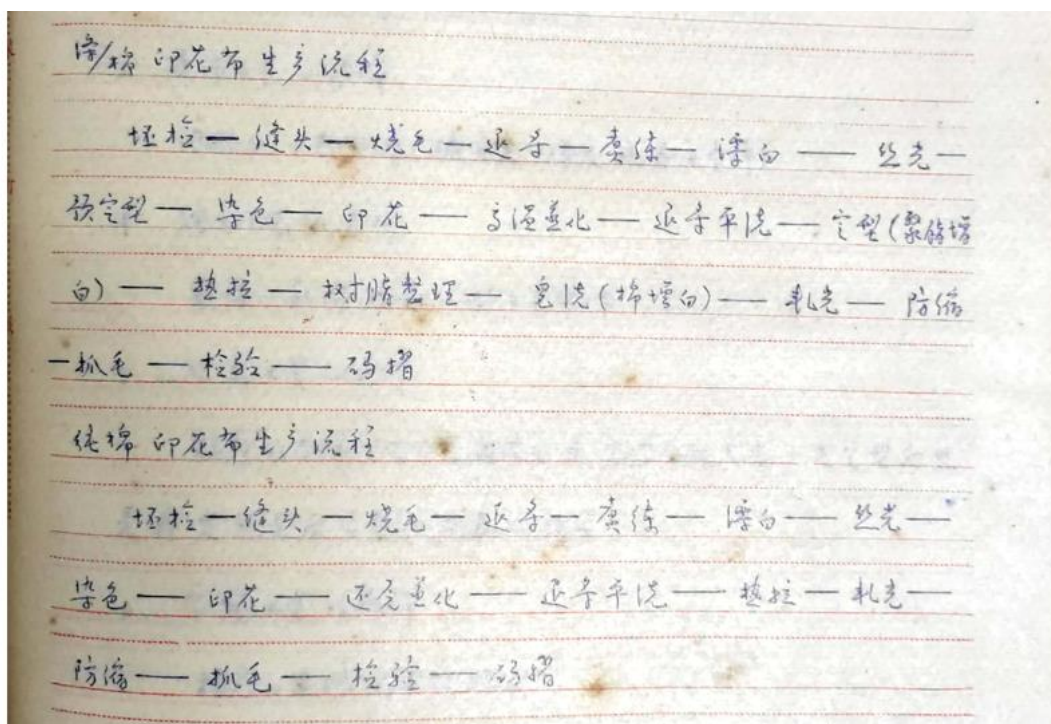 涤/棉印花布生产流程
坯检—缝头—烧毛—退浆—煮练—漂白—丝光—
预定型—染色—印花—高温蒸化—退浆平洗—定型(聚酯增
白)—热拉—树脂整理—皂洗(棉增白)—轧光—防缩
—抓毛—检验—码摺
纯棉印花布生产流程
坯检—缝头—烧毛—退浆—煮练—漂白—丝光—
染色—印花—还原蒸化—退浆平洗—热拉—轧光—
防缩—抓毛—检验—码摺